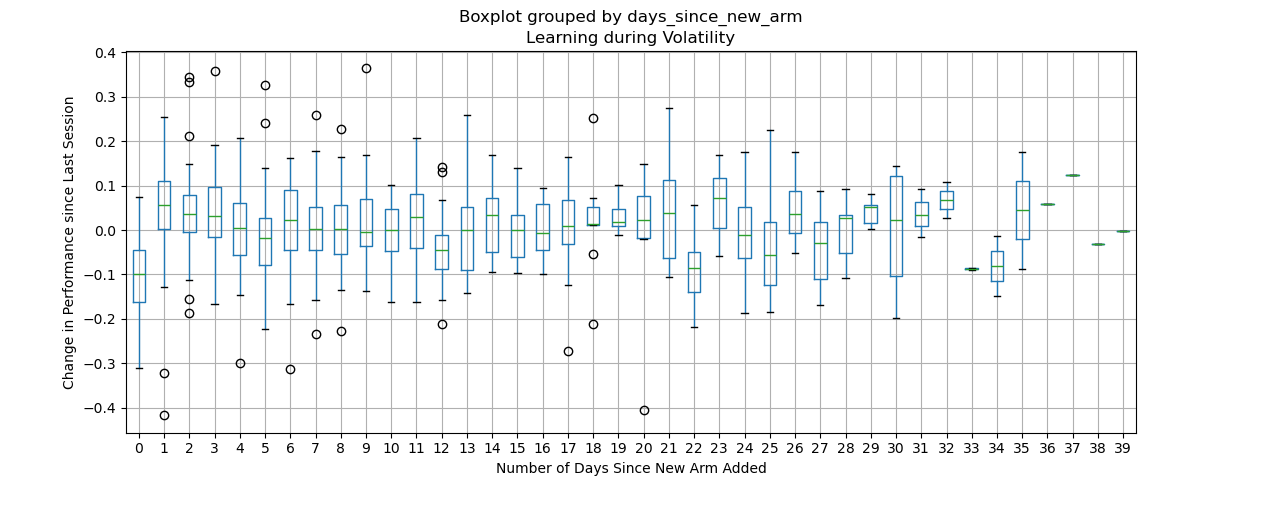 Boxplot grouped by days_since_new_arm
Learning during Volatility
Change in Performance since Last Session
0.4
0.3
0.2
0.1
0.0
−0.1
−0.2
−0.3
−0.4
0 1 2 3 4 5 6 7 8 9 10 11 12 13 14 15 16 17 18 19 20 21 22 23 24 25 26 27 28 29 30 31 32 33 34 35 36 37 38 39
Number of Days Since New Arm Added